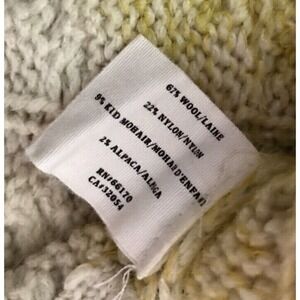 67% WOOL/LAINE
22% NYLON/NYLON
9% KID MOHAIR/MOHAIR D'ENFANT
2% ALPACA/ALPAGA
RN#66170
CA#32054